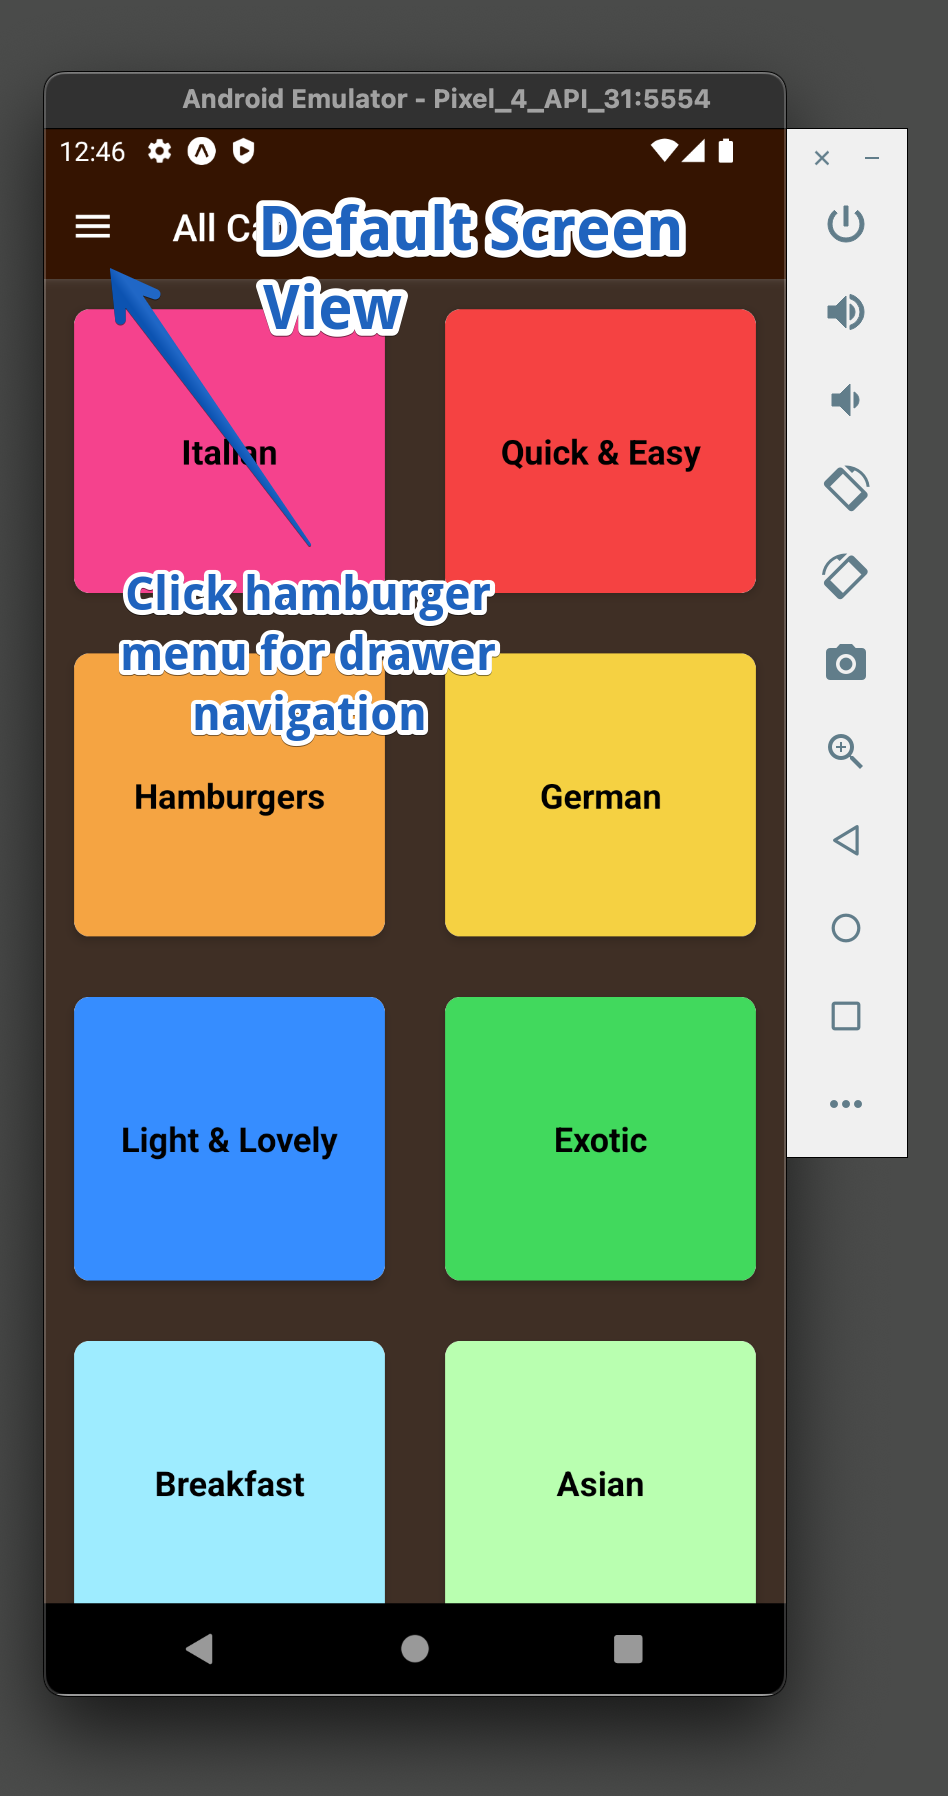 Android Emulator - Pixel_4_API_31:5554
12:46
All Ca
Default Screen
View
Italian
Quick & Easy
Click hamburger
menu for drawer
navigation
Hamburgers
German
Light & Lovely
Exotic
Breakfast
Asian